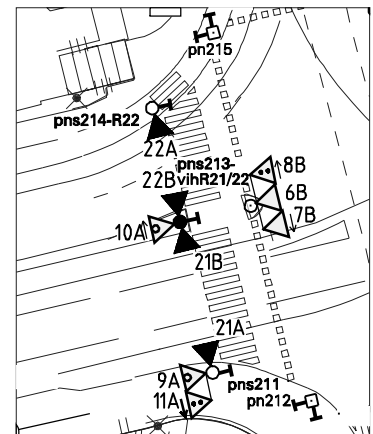 pn215
pns214-R22
22A
pns213-
vihR21/22
22B
8B
6B
7B
10A
21B
21A
9A
11A
pns211
pn212